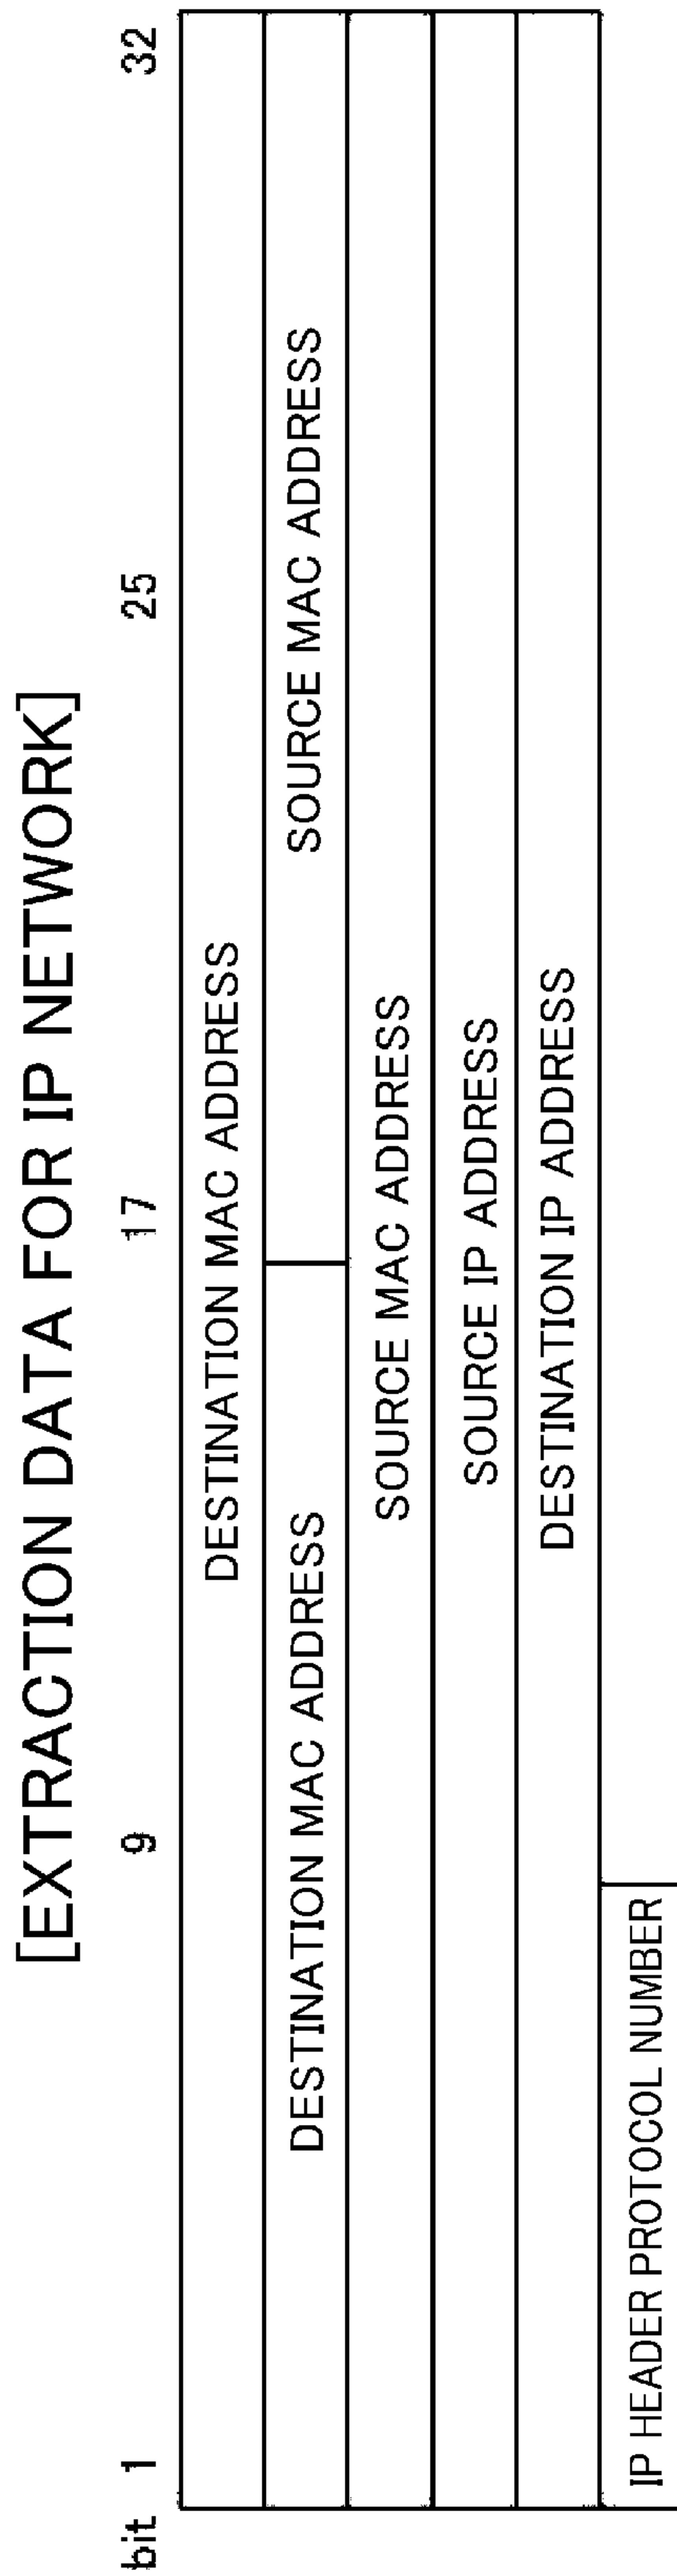 [EXTRACTION DATA FOR IP NETWORK]
bit 1 9 17 25 32
DESTINATION MAC ADDRESS
DESTINATION MAC ADDRESS SOURCE MAC ADDRESS
SOURCE MAC ADDRESS
SOURCE IP ADDRESS
DESTINATION IP ADDRESS
IP HEADER PROTOCOL NUMBER